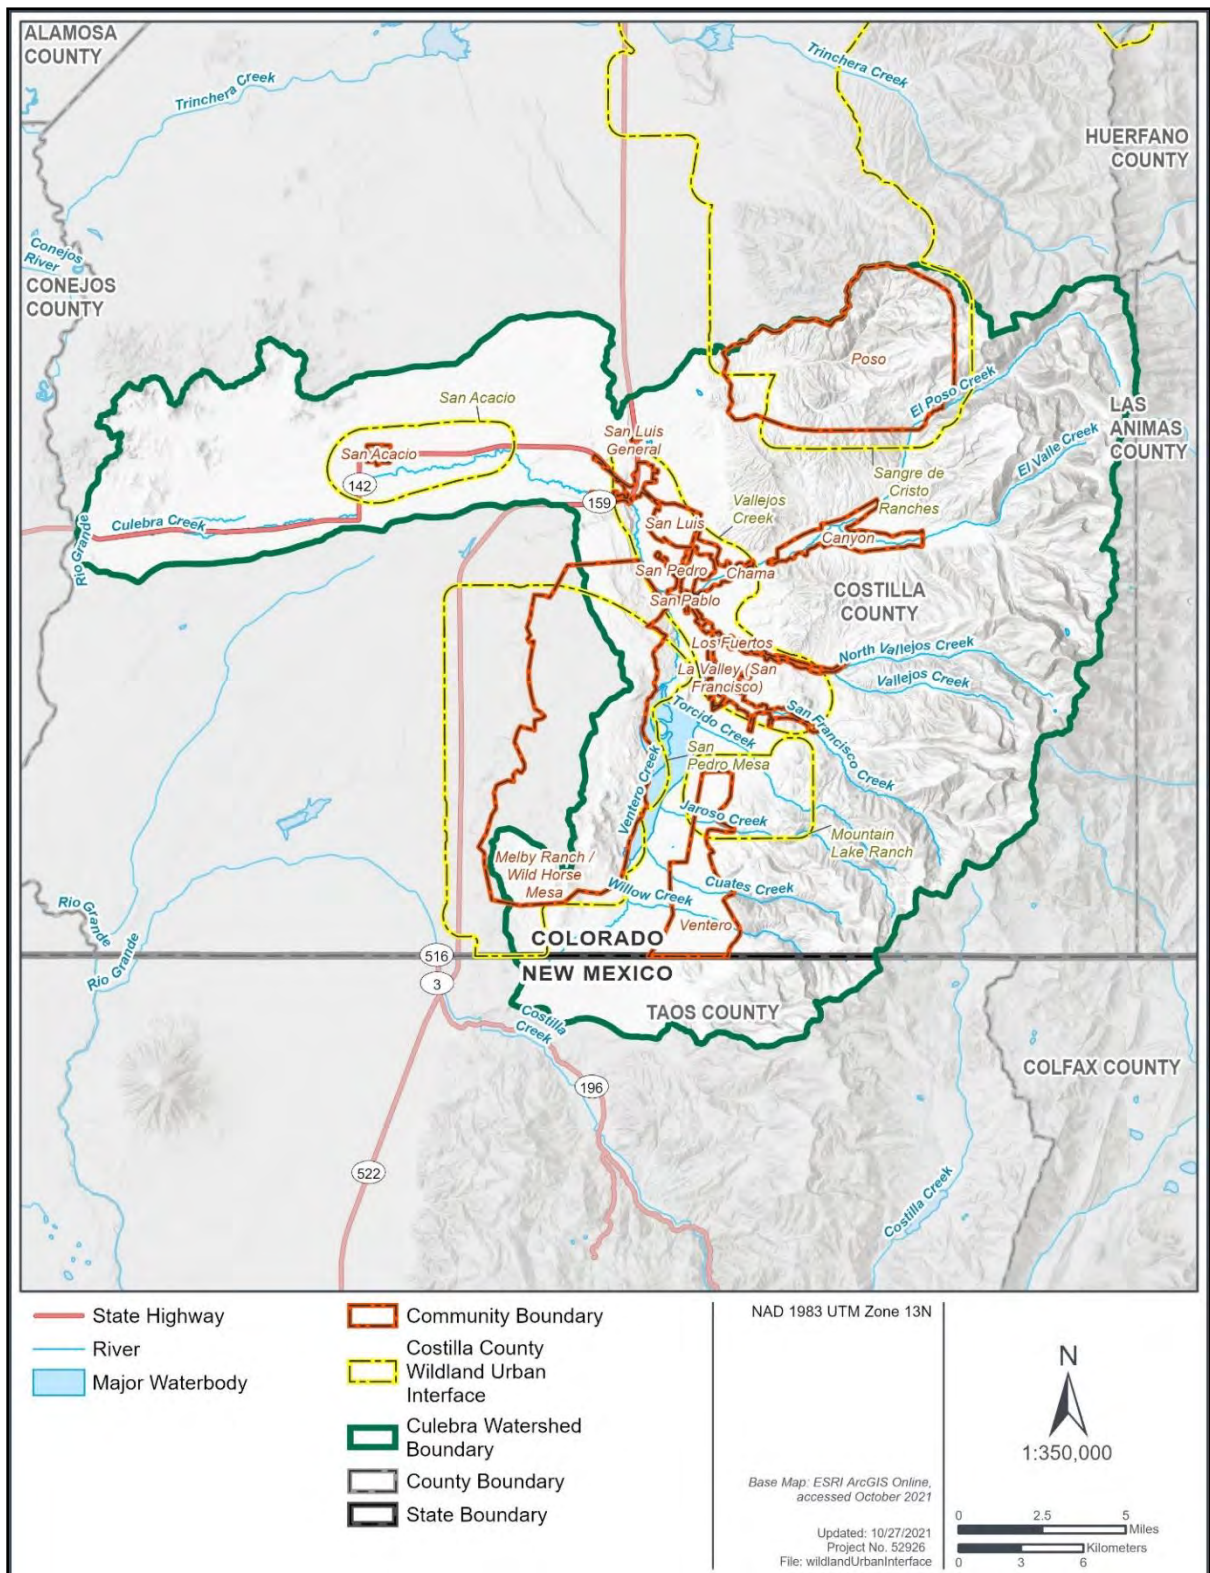 ALAMOSA
COUNTY
Trinchera Creek
Trinchera Creek
HUERFANO
COUNTY
Conejos
River
CONEJOS
COUNTY
Poso
El Poso Creek
LAS
ANIMAS
COUNTY
San Acacio
San Luis
General
San Acacio
El Valle Creek
Sangre de
Cristo
Ranches
142
159
Vallejos
Creek
Culebra Creek
Rio Grande
San Luis
Canyon
San Pedro
Chama
COSTILLA
COUNTY
San Pablo
Los Fuertos
North Vallejos Creek
La Valley (San
Francisco)
Vallejos Creek
Torcido Creek
San Francisco Creek
San
Pedro Mesa
Ventero Creek
Jaroso Creek
Mountain
Lake Ranch
Melby Ranch /
Wild Horse
Mesa
Willow Creek
Cuates Creek
Ventero
Rio Grande
Rio Grande
COLORADO
516
NEW MEXICO
3
TAOS COUNTY
Costilla
Creek
COLFAX COUNTY
196
522
Costilla Creek
State Highway
River
Major Waterbody
Community Boundary
Costilla County
Wildland Urban
Interface
Culebra Watershed
Boundary
County Boundary
State Boundary
NAD 1983 UTM Zone 13N
Base Map: ESRI ArcGIS Online,
accessed October 2021
Updated: 10/27/2021
Project No. 52926
File: wildlandUrbanInterface
N
1:350,000
0 2.5 5
Miles
Kilometers
0 3 6